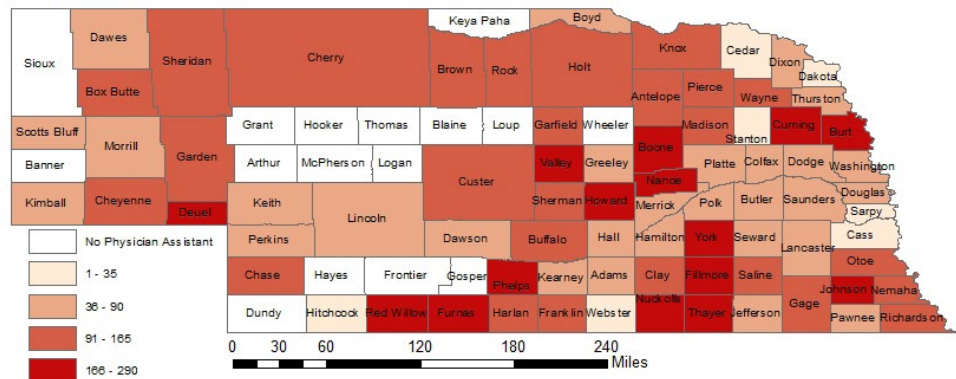 Keya Paha Boyd
Dawes Cedar
Sioux Sheridan Cherry Brown Rock Holt Knox Dixon Dakota
Box Butte Antelope Pierce Wayne Thurston
Scotts Bluff Grant Hooker Thomas Blaine Loup Garfield Wheeler Madison Stanton Cuming Burt
Banner Morrill Garden Arthur McPherson Logan Valley Greeley Boone Platte Colfax Dodge Washington
Kimball Cheyenne Deuel Keith Lincoln Custer Sherman Howard Nance Merrick Polk Butler Saunders Douglas
Sarpy
Perkins Dawson Buffalo Hall Hamilton York Seward Lancaster Cass
Otoe
Chase Hayes Frontier Gosper Phelps Kearney Adams Clay Fillmore Saline Gage Johnson Nemaha
Dundy Hitchcock Red Willow Furnas Harlan Franklin Webster Nuckolls Thayer Jefferson Pawnee Richardson
No Physician Assistant
1 - 35
36 - 90
91 - 165
166 - 290
0 30 60 120 180 240
Miles